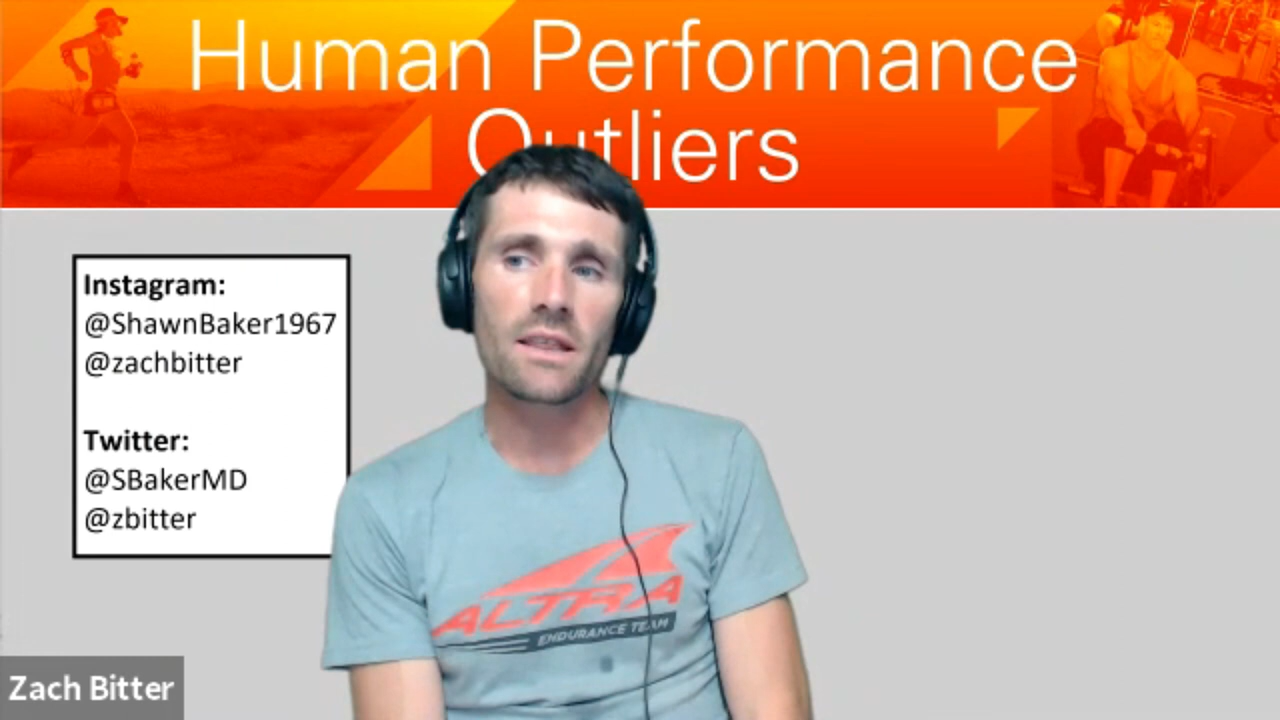 Human Performance
Outliers
Instagram:
@ShawnBaker1967
@zachbitter
Twitter:
@SBakerMD
@zbitter
ALTRA
ENDURANCE TEAM
Zach Bitter